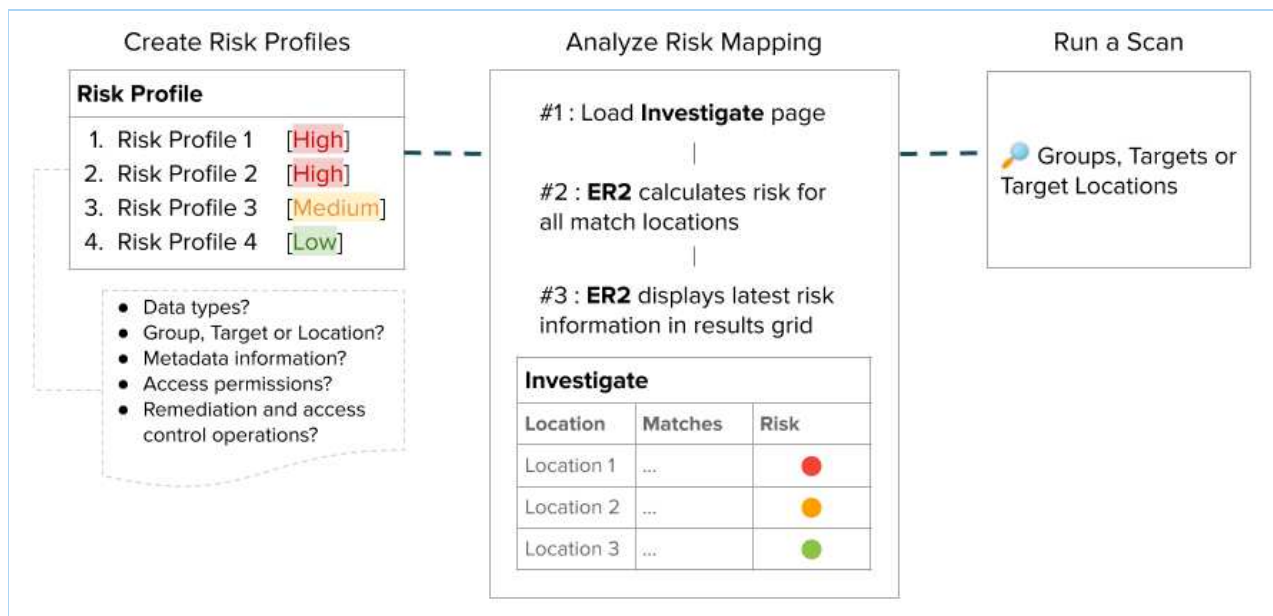 Create Risk Profiles
Risk Profile
1. Risk Profile 1 [High]
2. Risk Profile 2 [High]
3. Risk Profile 3 [Medium]
4. Risk Profile 4 [Low]
● Data types?
● Group, Target or Location?
● Metadata information?
● Access permissions?
● Remediation and access
control operations?
Analyze Risk Mapping
#1 : Load Investigate page
#2 : ER2 calculates risk for
all match locations
#3 : ER2 displays latest risk
information in results grid
Investigate
Location Matches Risk
Location 1 ...
Location 2 ...
Location 3 ...
Run a Scan
🔎 Groups, Targets or
Target Locations